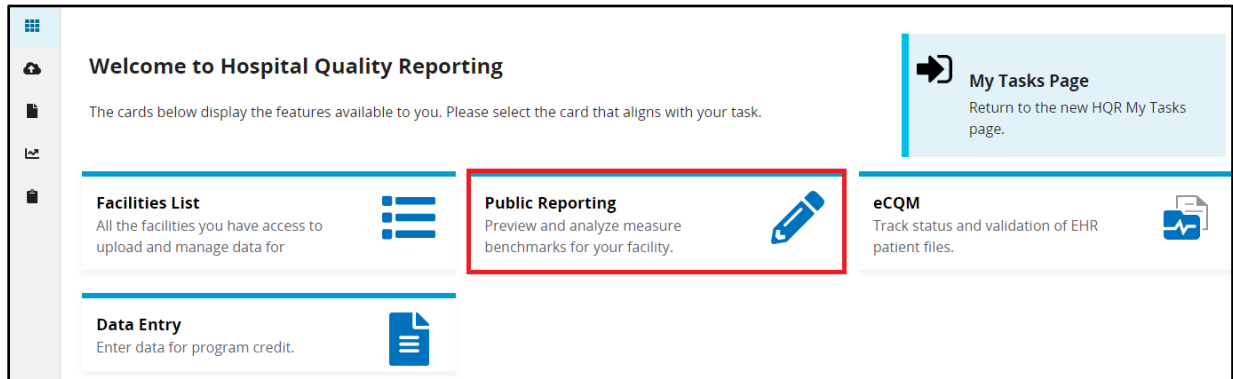 Welcome to Hospital Quality Reporting
The cards below display the features available to you. Please select the card that aligns with your task.
My Tasks Page
Return to the new HQR My Tasks
page.
Facilities List
All the facilities you have access to
upload and manage data for
Public Reporting
Preview and analyze measure
benchmarks for your facility.
eCQM
Track status and validation of EHR
patient files.
Data Entry
Enter data for program credit.